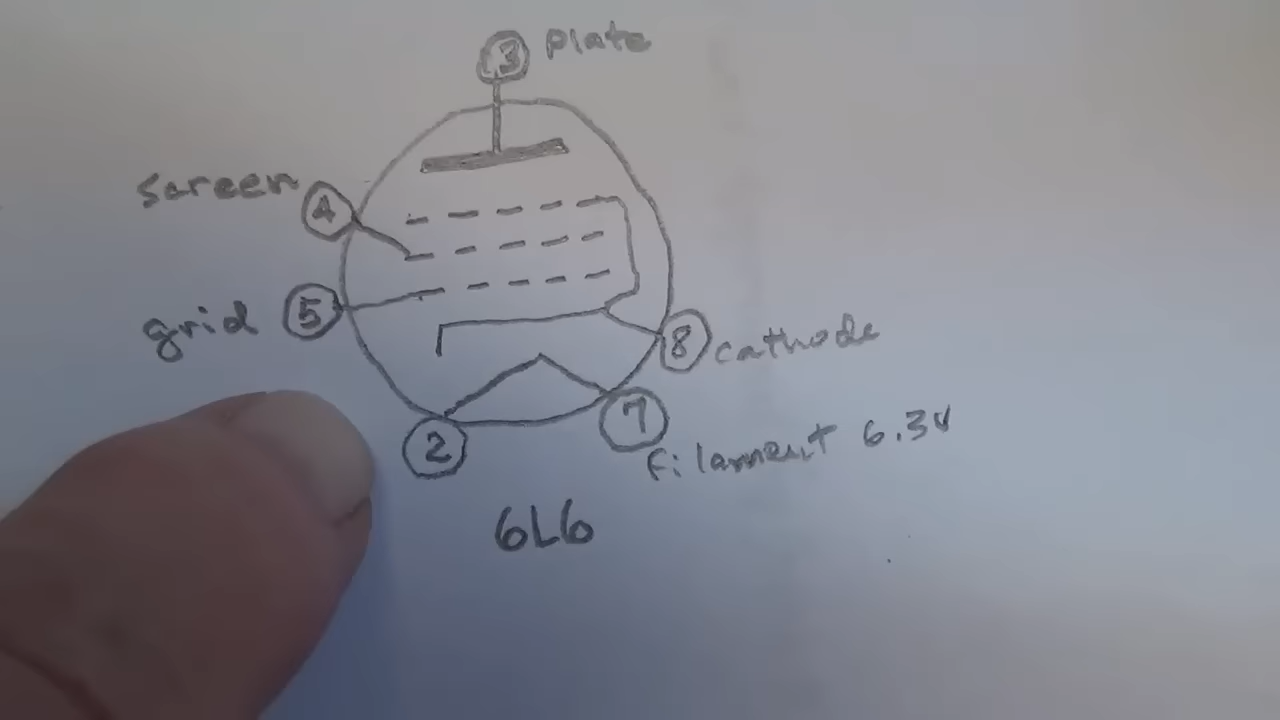 3 plate
screen
4
5
grid
8 cathode
7
2
filament 6.3v
6L6